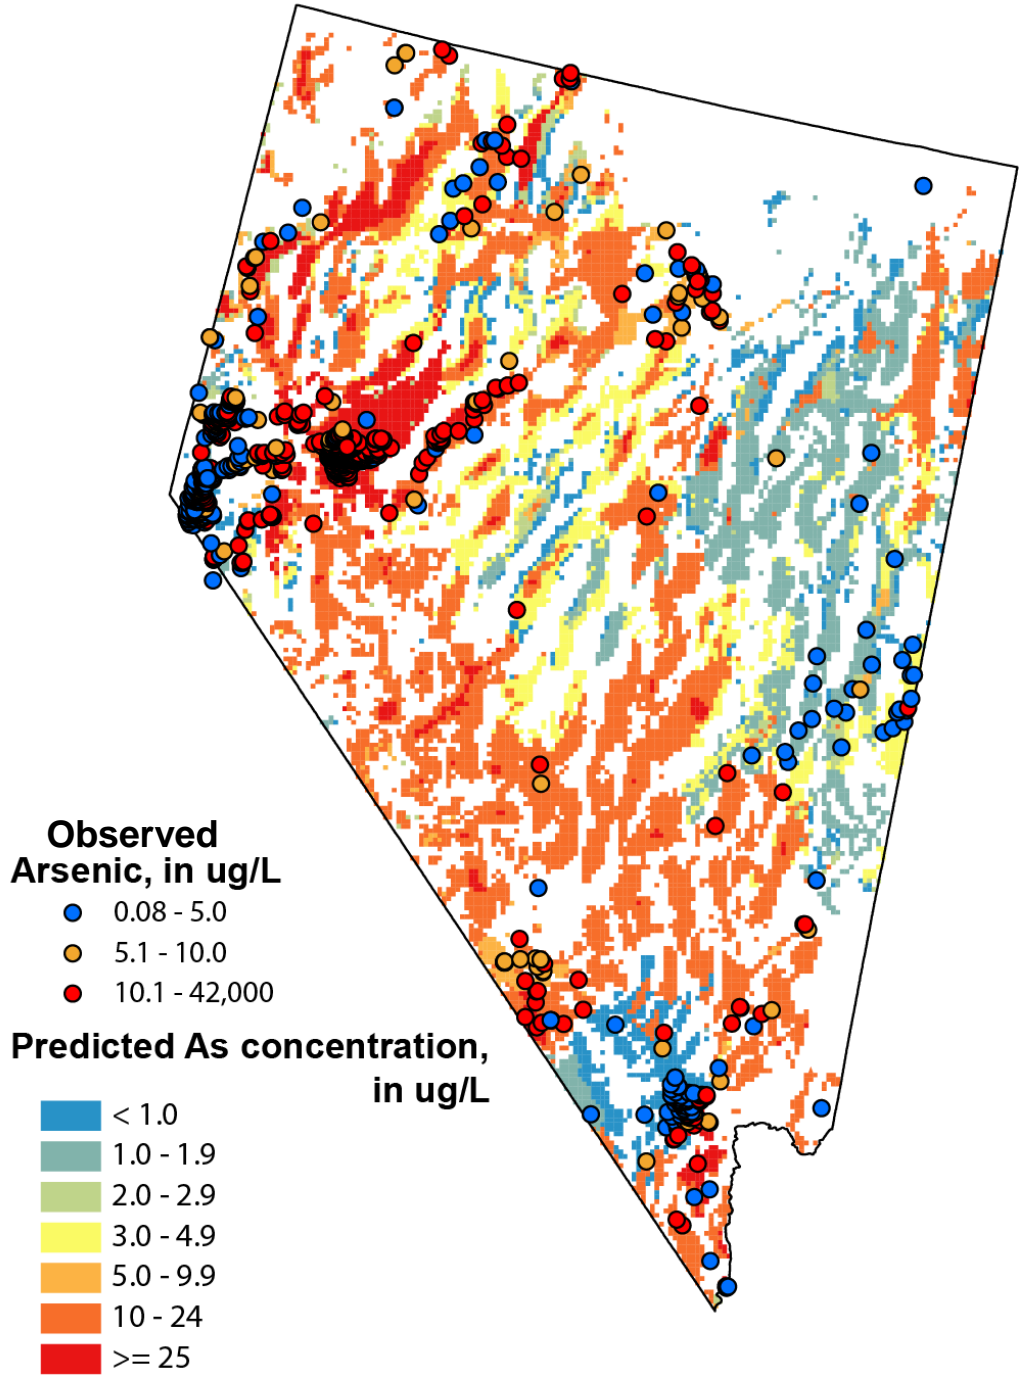 Observed
Arsenic, in ug/L
0.08 - 5.0
5.1 - 10.0
10.1 - 42,000
Predicted As concentration,
in ug/L
< 1.0
1.0 - 1.9
2.0 - 2.9
3.0 - 4.9
5.0 - 9.9
10 - 24
>= 25